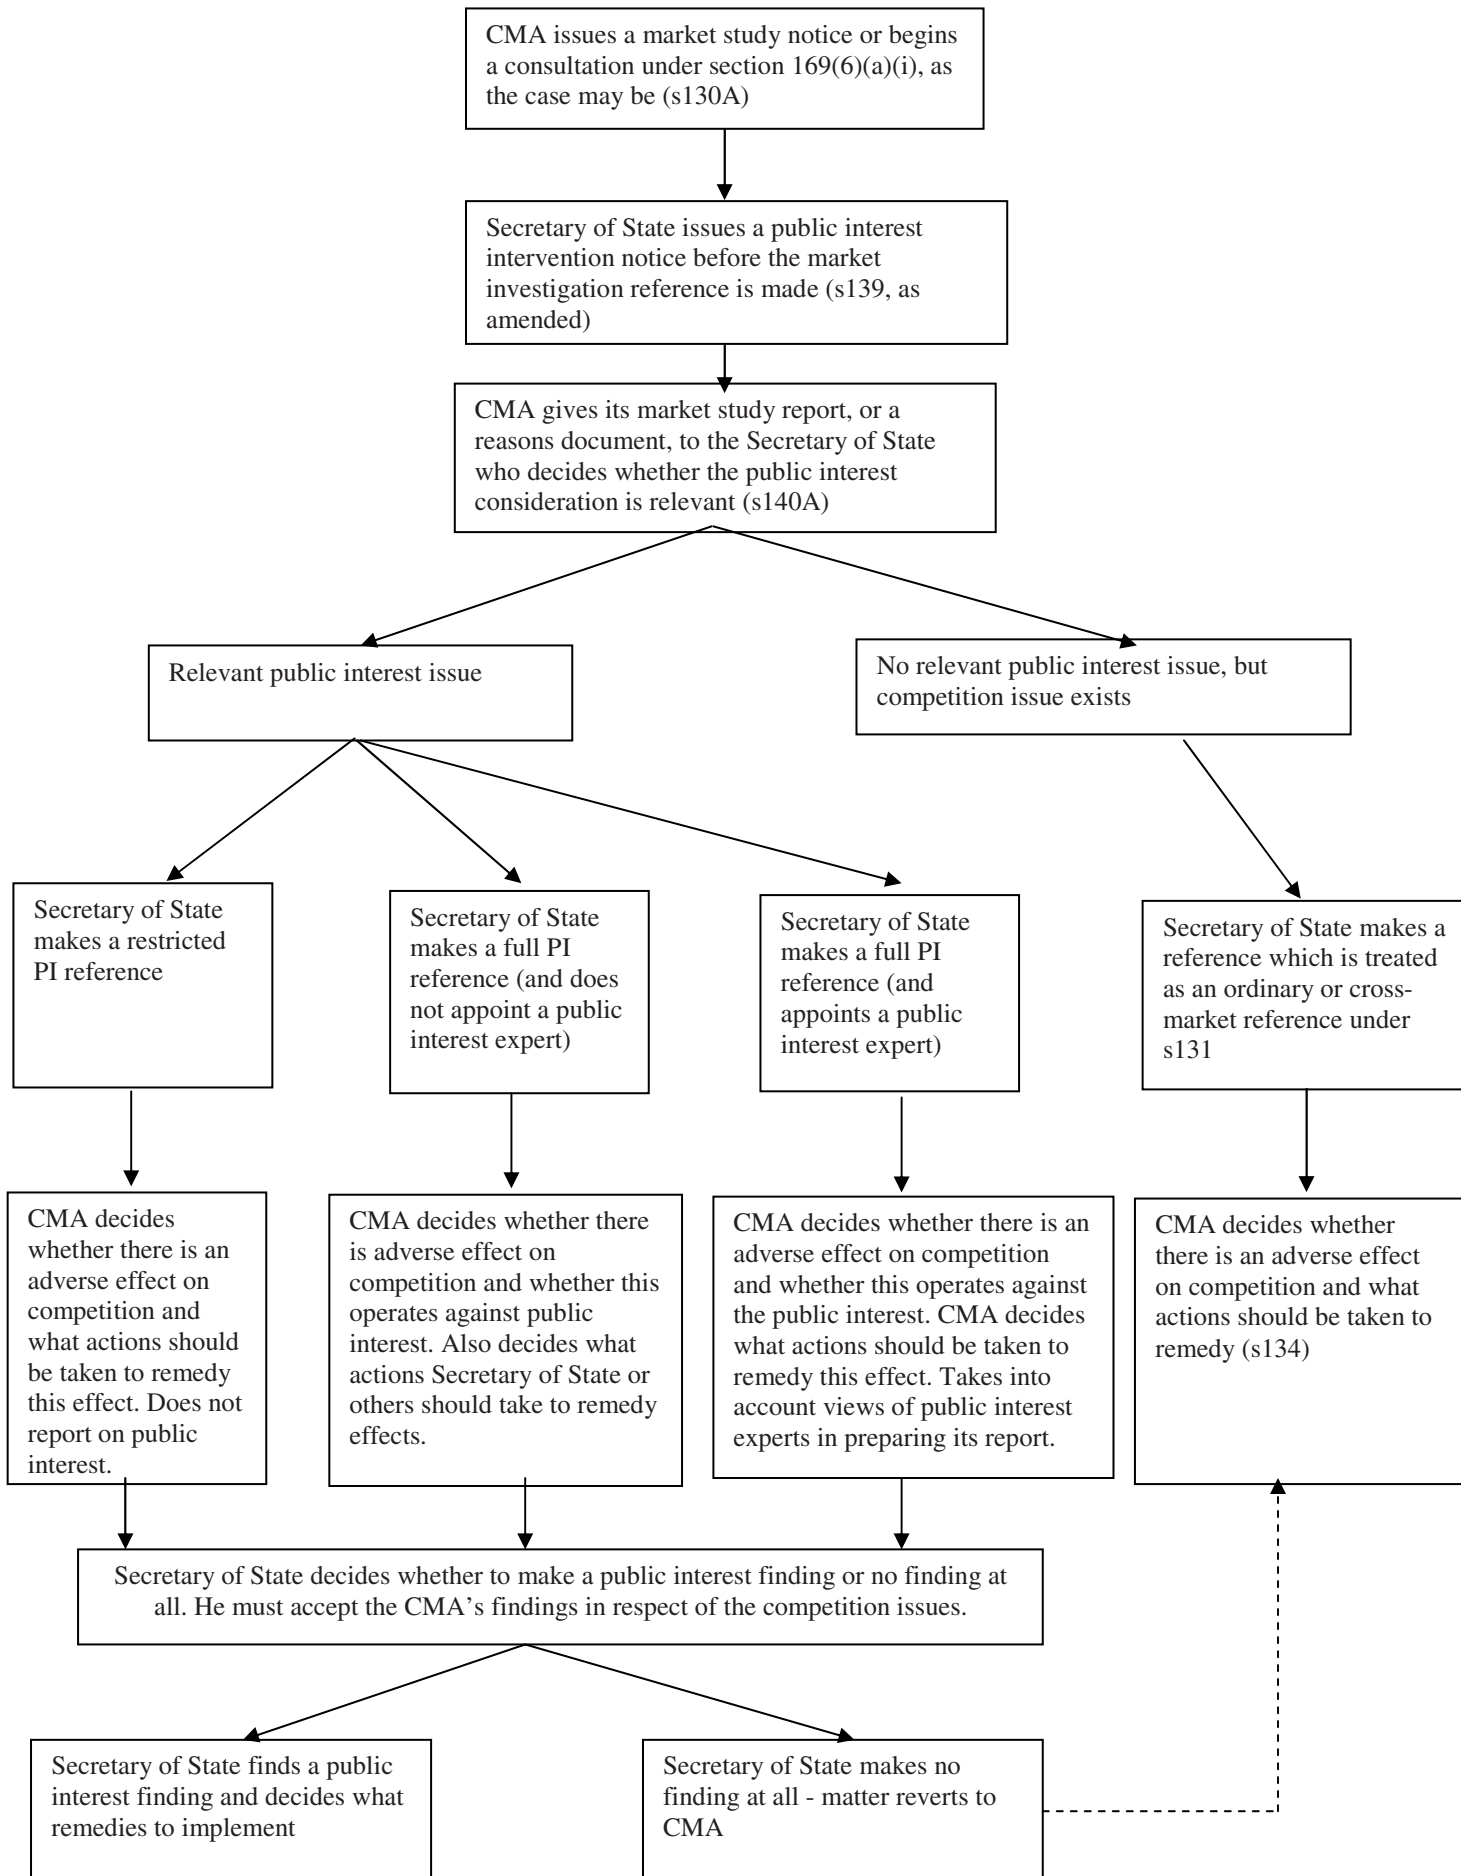 CMA issues a market study notice or begins
a consultation under section 169(6)(a)(i), as
the case may be (s130A)
Secretary of State issues a public interest
intervention notice before the market
investigation reference is made (s139, as
amended)
CMA gives its market study report, or a
reasons document, to the Secretary of State
who decides whether the public interest
consideration is relevant (s140A)
Relevant public interest issue
No relevant public interest issue, but
competition issue exists
Secretary of State
makes a restricted
PI reference
Secretary of State
makes a full PI
reference (and does
not appoint a public
interest expert)
Secretary of State
makes a full PI
reference (and
appoints a public
interest expert)
Secretary of State makes a
reference which is treated
as an ordinary or cross-
market reference under
s131
CMA decides
whether there is an
adverse effect on
competition and
what actions should
be taken to remedy
this effect. Does not
report on public
interest.
CMA decides whether there
is adverse effect on
competition and whether this
operates against public
interest. Also decides what
actions Secretary of State or
others should take to remedy
effects.
CMA decides whether there is an
adverse effect on competition
and whether this operates against
the public interest. CMA decides
what actions should be taken to
remedy this effect. Takes into
account views of public interest
experts in preparing its report.
CMA decides whether
there is an adverse effect
on competition and what
actions should be taken to
remedy (s134)
Secretary of State decides whether to make a public interest finding or no finding at
all. He must accept the CMA's findings in respect of the competition issues.
Secretary of State finds a public
interest finding and decides what
remedies to implement
Secretary of State makes no
finding at all - matter reverts to
CMA